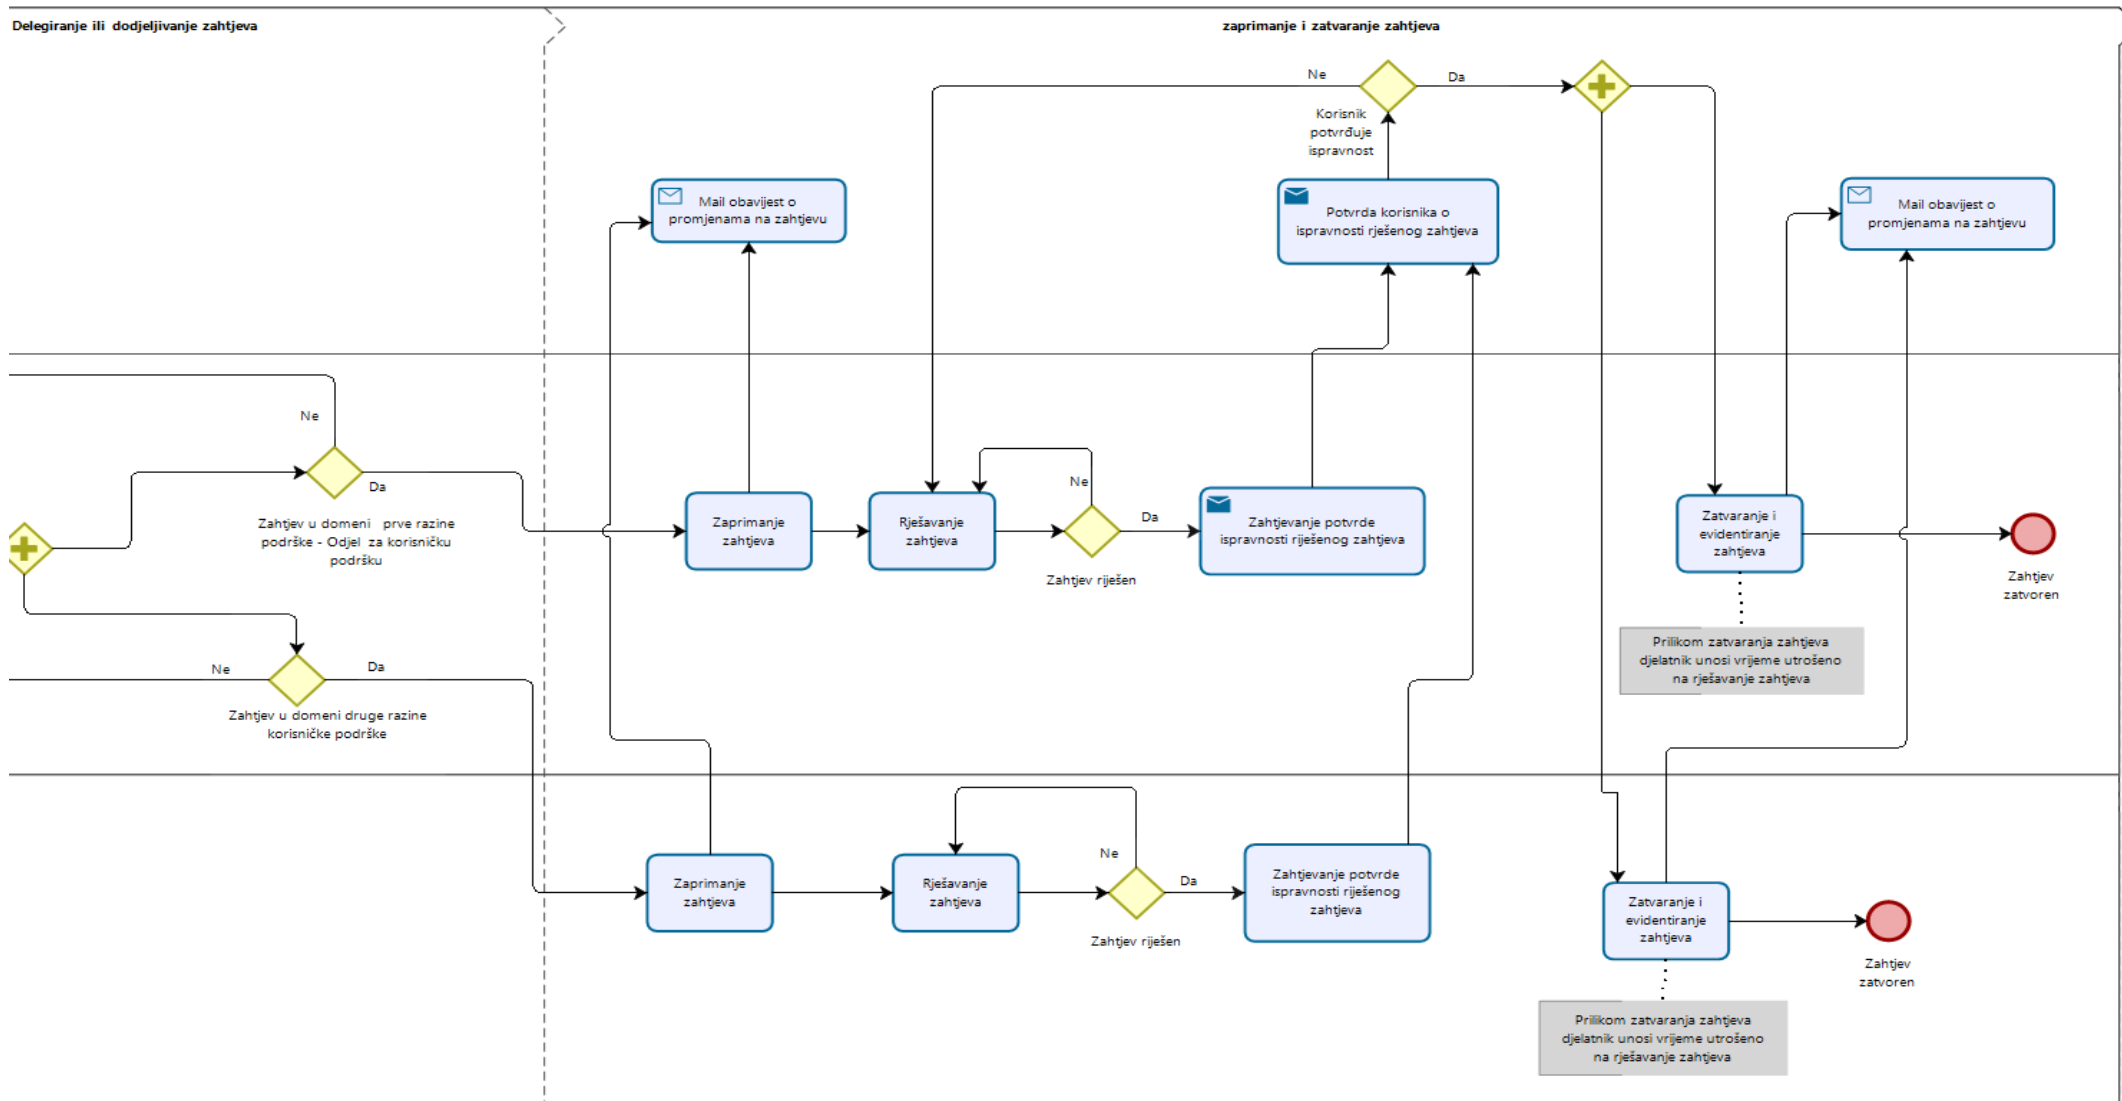 Delegiranje ili dodjeljivanje zahtjeva
zaprimanje i zatvaranje zahtjeva
Ne
Da
Korisnik
potvrđuje
ispravnost
Mail obavijest o
promjenama na zahtjevu
Potvrda korisnika o
ispravnosti rješenog zahtjeva
Mail obavijest o
promjenama na zahtjevu
Ne
Da
Zahtjev u domeni prve razine
podrške - Odjel za korisničku
podršku
Zaprimanje
zahtjeva
Rješavanje
zahtjeva
Ne
Da
Zahtjev riješen
Zahtjevanje potvrde
ispravnosti riješenog zahtjeva
Zatvaranje i
evidentiranje
zahtjeva
Zahtjev
zatvoren
Prilikom zatvaranja zahtjeva
djelatnik unosi vrijeme utrošeno
na rješavanje zahtjeva
Ne
Da
Zahtjev u domeni druge razine
korisničke podrške
Zaprimanje
zahtjeva
Rješavanje
zahtjeva
Ne
Da
Zahtjev riješen
Zahtjevanje potvrde
ispravnosti riješenog
zahtjeva
Zatvaranje i
evidentiranje
zahtjeva
Zahtjev
zatvoren
Prilikom zatvaranja zahtjeva
djelatnik unosi vrijeme utrošeno
na rješavanje zahtjeva